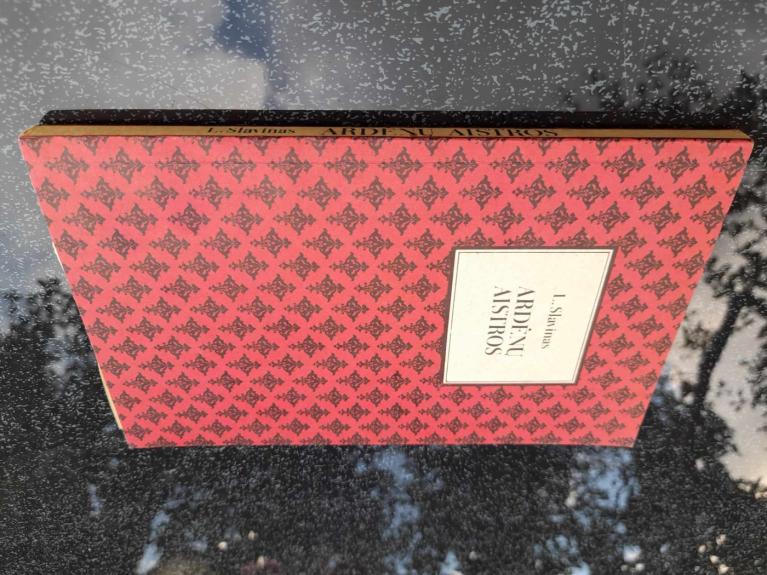 L. Slavinas ARDĖNŲ AISTROS
L. Slavinas
ARDĖNŲ
AISTROS